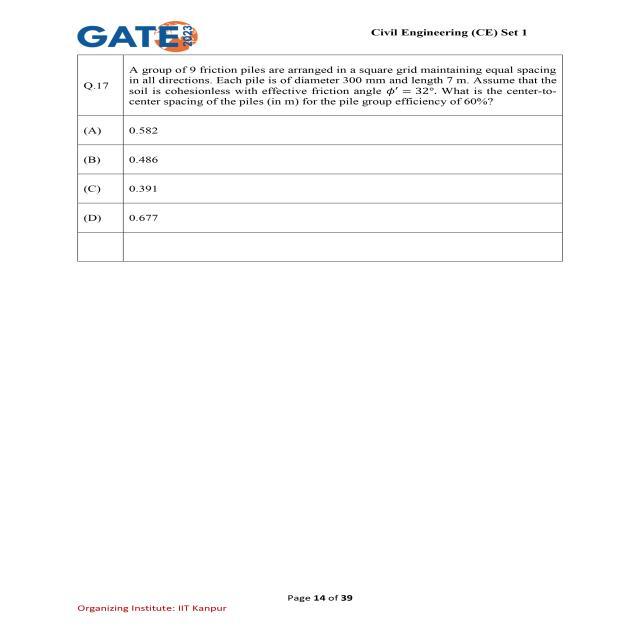 GATE 2023
Civil Engineering (CE) Set 1
Q.17
A group of 9 friction piles are arranged in a square grid maintaining equal spacing
in all directions. Each pile is of diameter 300 mm and length 7 m. Assume that the
soil is cohesionless with effective friction angle ϕ′ = 32°. What is the center-to-
center spacing of the piles (in m) for the pile group efficiency of 60%?
(A) 0.582
(B) 0.486
(C) 0.391
(D) 0.677
Page 14 of 39
Organizing Institute: IIT Kanpur